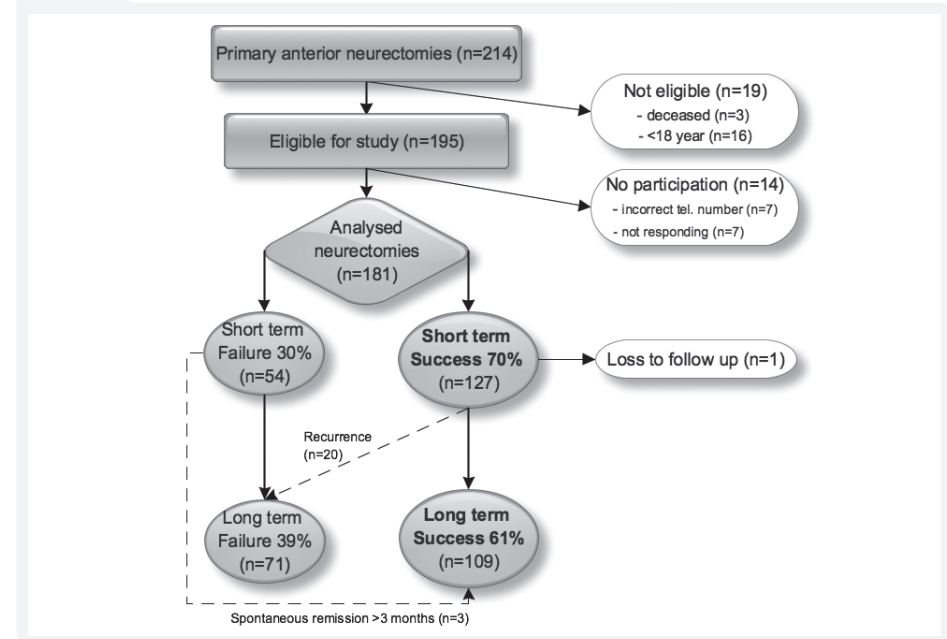 Primary anterior neurectomies (n=214)
Not eligible (n=19)
- deceased (n=3)
- <18 year (n=16)
Eligible for study (n=195)
No participation (n=14)
- incorrect tel. number (n=7)
- not responding (n=7)
Analysed
neurectomies
(n=181)
Short term
Failure 30%
(n=54)
Short term
Success 70%
(n=127)
Loss to follow up (n=1)
Recurrence
(n=20)
Long term
Failure 39%
(n=71)
Long term
Success 61%
(n=109)
Spontaneous remission >3 months (n=3)